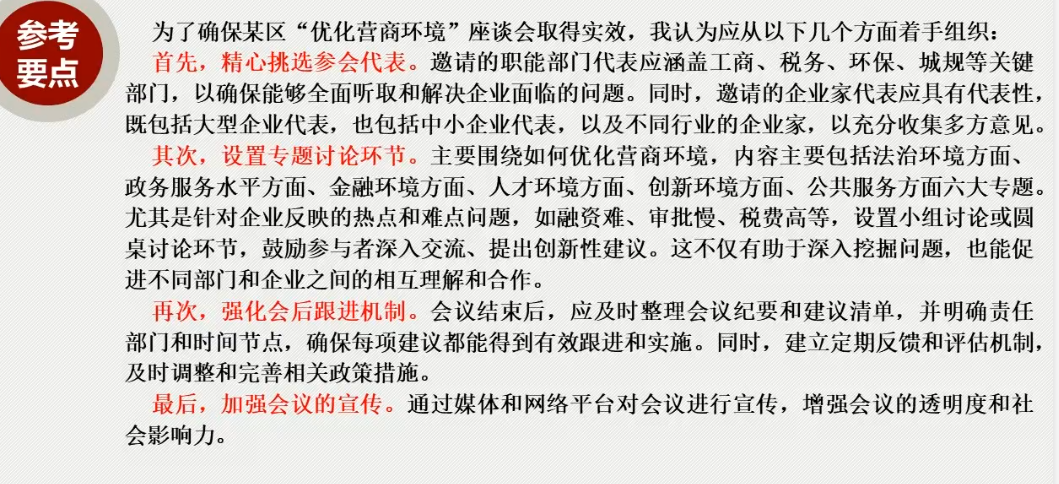 参考
要点
为了确保某区“优化营商环境”座谈会取得实效，我认为应从以下几个方面着手组织：
首先，精心挑选参会代表。邀请的职能部门代表应涵盖工商、税务、环保、城规等关键
部门，以确保能够全面听取和解决企业面临的问题。同时，邀请的企业家代表应具有代表性，
既包括大型企业代表，也包括中小企业代表，以及不同行业的企业家，以充分收集多方意见。
其次，设置专题讨论环节。主要围绕如何优化营商环境，内容主要包括法治环境方面、
政务服务水平方面、金融环境方面、人才环境方面、创新环境方面、公共服务方面六大专题。
尤其是针对企业反映的热点和难点问题，如融资难、审批慢、税费高等，设置小组讨论或圆
桌讨论环节，鼓励参与者深入交流、提出创新性建议。这不仅有助于深入挖掘问题，也能促
进不同部门和企业之间的相互理解和合作。
再次，强化会后跟进机制。会议结束后，应及时整理会议纪要和建议清单，并明确责任
部门和时间节点，确保每项建议都能得到有效跟进和实施。同时，建立定期反馈和评估机制，
及时调整和完善相关政策措施。
最后，加强会议的宣传。通过媒体和网络平台对会议进行宣传，增强会议的透明度和社
会影响力。